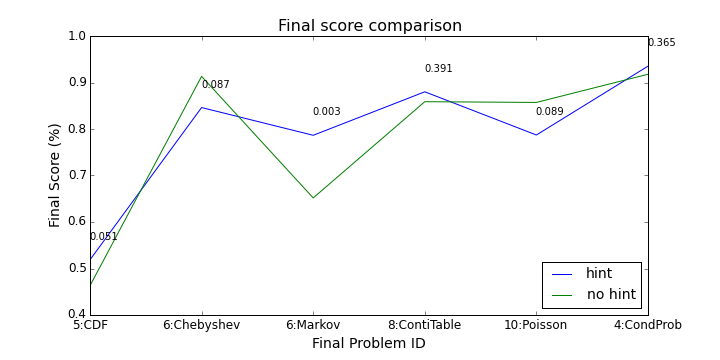 Final score comparison
Final Score (%)
1.0
0.9
0.8
0.7
0.6
0.5
0.4
0.051
0.087
0.003
0.391
0.089
0.365
hint
no hint
5:CDF 6:Chebyshev 6:Markov 8:ContiTable 10:Poisson 4:CondProb
Final Problem ID